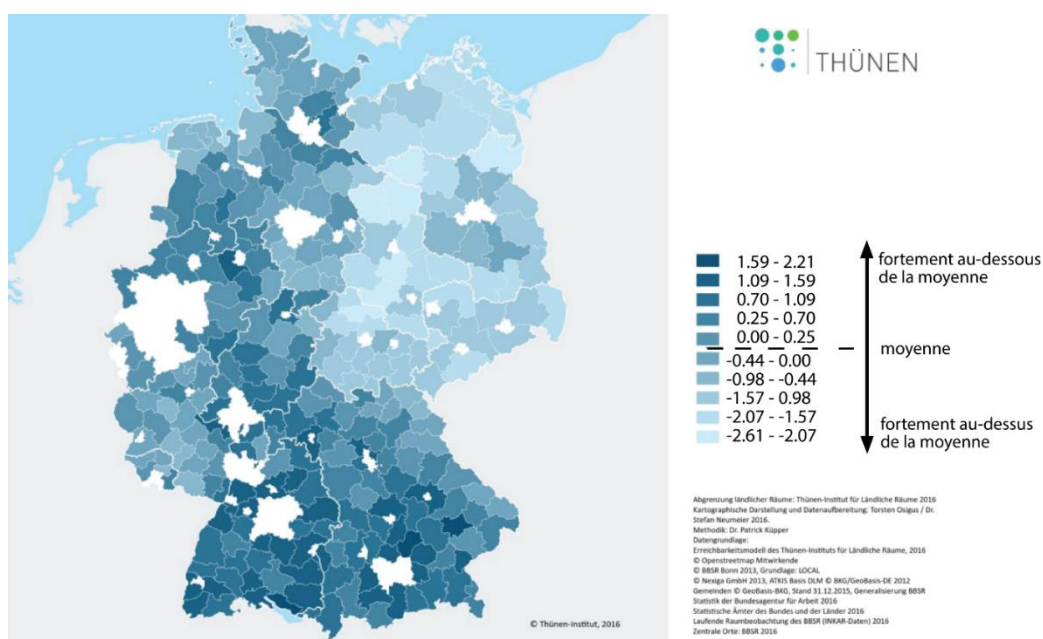 THÜNEN
1.59 - 2.21
1.09 - 1.59
0.70 - 1.09
0.25 - 0.70
0.00 - 0.25
-0.44 - 0.00
-0.98 - -0.44
-1.57 - 0.98
-2.07 - -1.57
-2.61 - -2.07
fortement au-dessous
de la moyenne
moyenne
fortement au-dessus
de la moyenne
Abgrenzung ländlicher Räume: Thünen-Institut für Ländliche Räume 2016
Kartographische Darstellung und Datenaufbereitung: Torsten Osigus / Dr.
Stefan Neumeier 2016.
Methodik: Dr. Patrick Küpper
Datengrundlage:
Erreichbarkeitsmodell des Thünen-Instituts für Ländliche Räume, 2016
© Openstreetmap Mitwirkende
© BBSR Bonn 2013, Grundlage: LOCAL
© Nexiga GmbH 2013, ATKIS Basis DLM © BKG/GeoBasis-DE 2012
Gemeinden © GeoBasis-BKG, Stand 31.12.2015, Generalisierung BBSR
Statistik der Bundesagentur für Arbeit 2016
Statistische Ämter des Bundes und der Länder 2016
Laufende Raumbeobachtung des BBSR (INKAR-Daten) 2016
Zentrale Orte: BBSR 2016
© Thünen-Institut, 2016